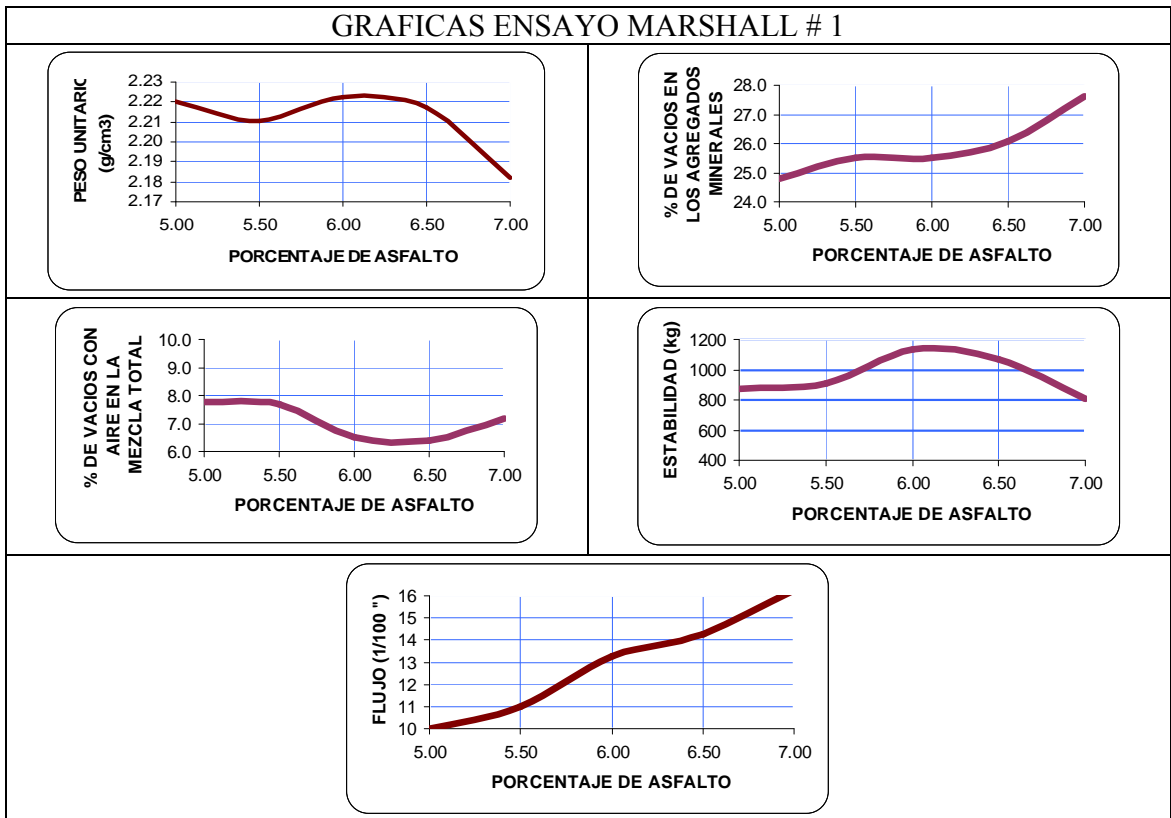 GRAFICAS ENSAYO MARSHALL # 1
PESO UNITARIO
(g/cm3)
2.23
2.22
2.21
2.20
2.19
2.18
2.17
5.00 5.50 6.00 6.50 7.00
PORCENTAJE DE ASFALTO
% DE VACIOS EN
LOS AGREGADOS
MINERALES
28.0
27.0
26.0
25.0
24.0
5.00 5.50 6.00 6.50 7.00
PORCENTAJE DE ASFALTO
% DE VACIOS CON
AIRE EN LA
MEZCLA TOTAL
10.0
9.0
8.0
7.0
6.0
5.00 5.50 6.00 6.50 7.00
PORCENTAJE DE ASFALTO
ESTABILIDAD (kg)
1200
1000
800
600
400
5.00 5.50 6.00 6.50 7.00
PORCENTAJE DE ASFALTO
FLUJO (1/100 ")
16
15
14
13
12
11
10
5.00 5.50 6.00 6.50 7.00
PORCENTAJE DE ASFALTO